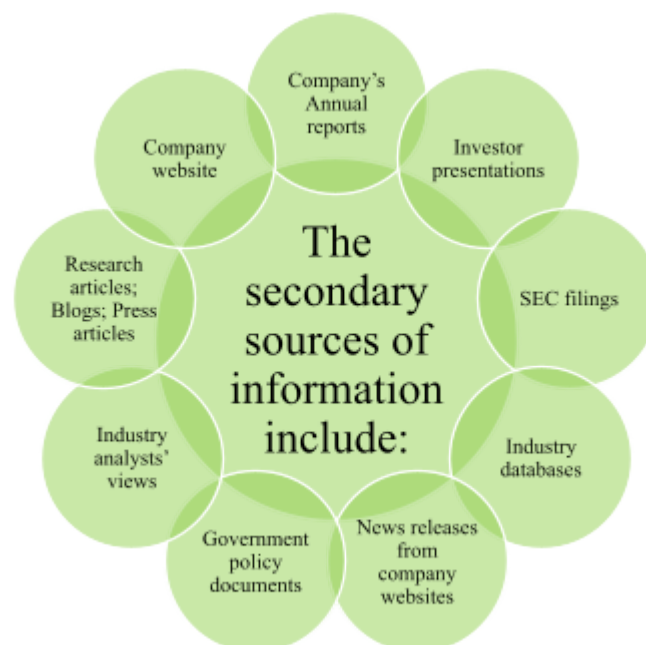 The
secondary
sources of
information
include:
Company's
Annual
reports
Investor
presentations
SEC filings
Industry
databases
News releases
from
company
websites
Government
policy
documents
Industry
analysts'
views
Research
articles;
Blogs; Press
articles
Company
website